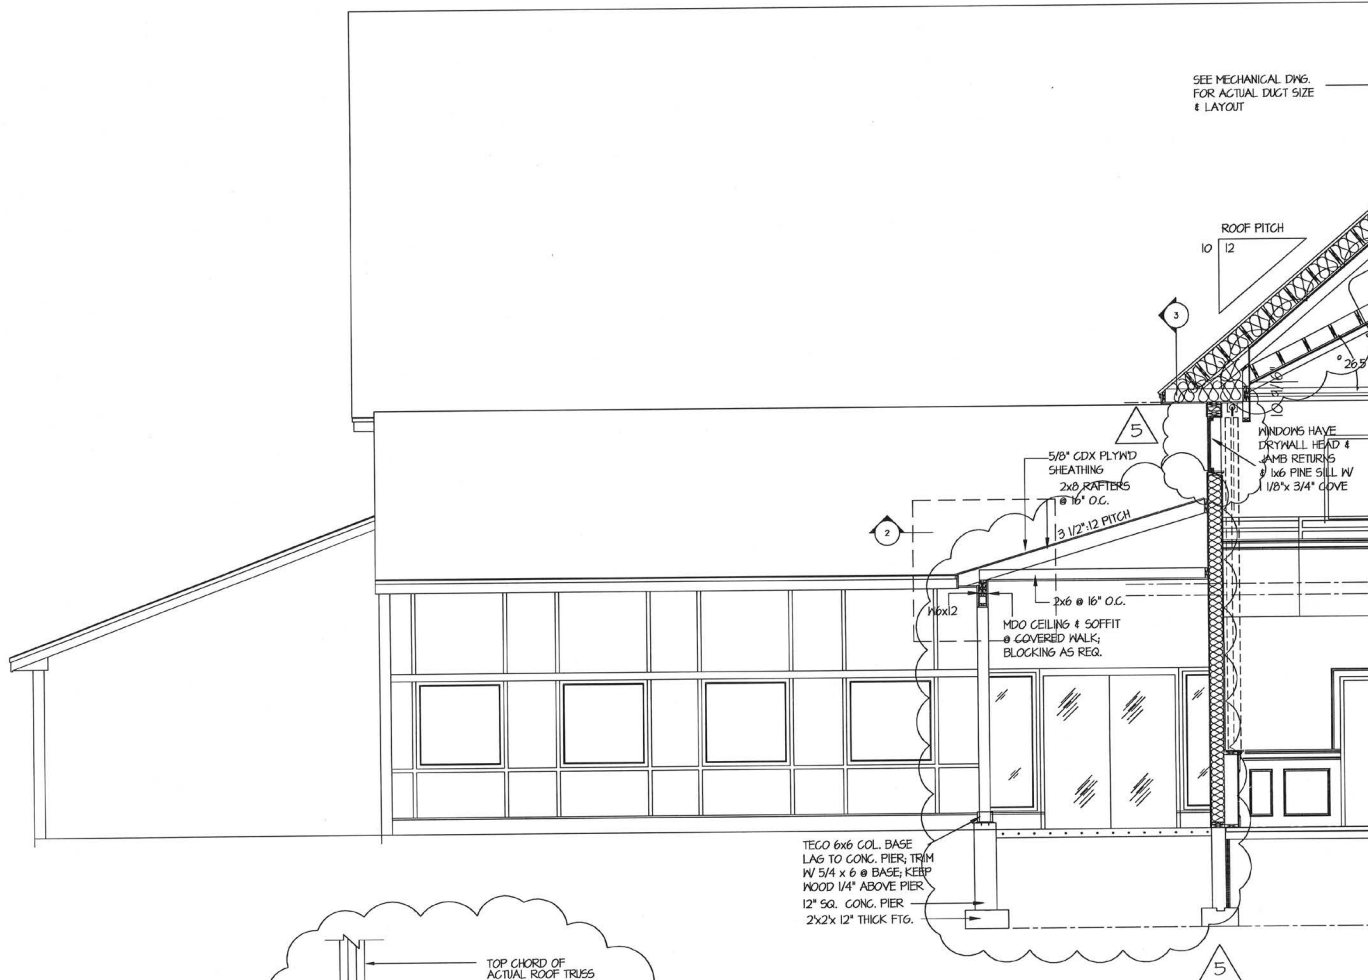 SEE MECHANICAL DWG.
FOR ACTUAL DUCT SIZE
& LAYOUT
ROOF PITCH
10 12
3
5
WINDOWS HAVE
DRYWALL HEAD &
JAMB RETURNS
& 1x6 PINE SILL W/
1 1/8"x 3/4" COVE
5/8" CDX PLYW'D
SHEATHING
2x8 RAFTERS
@ 16" O.C.
3 1/2":12 PITCH
2
W6x12
2x6 @ 16" O.C.
MDO CEILING & SOFFIT
@ COVERED WALK;
BLOCKING AS REQ.
TECO 6x6 COL. BASE
LAG TO CONC. PIER; TRIM
W/ 5/4 x 6 @ BASE; KEEP
WOOD 1/4" ABOVE PIER
12" SQ. CONC. PIER
2'x2'x 12" THICK FTG.
5
TOP CHORD OF
ACTUAL ROOF TRUSS